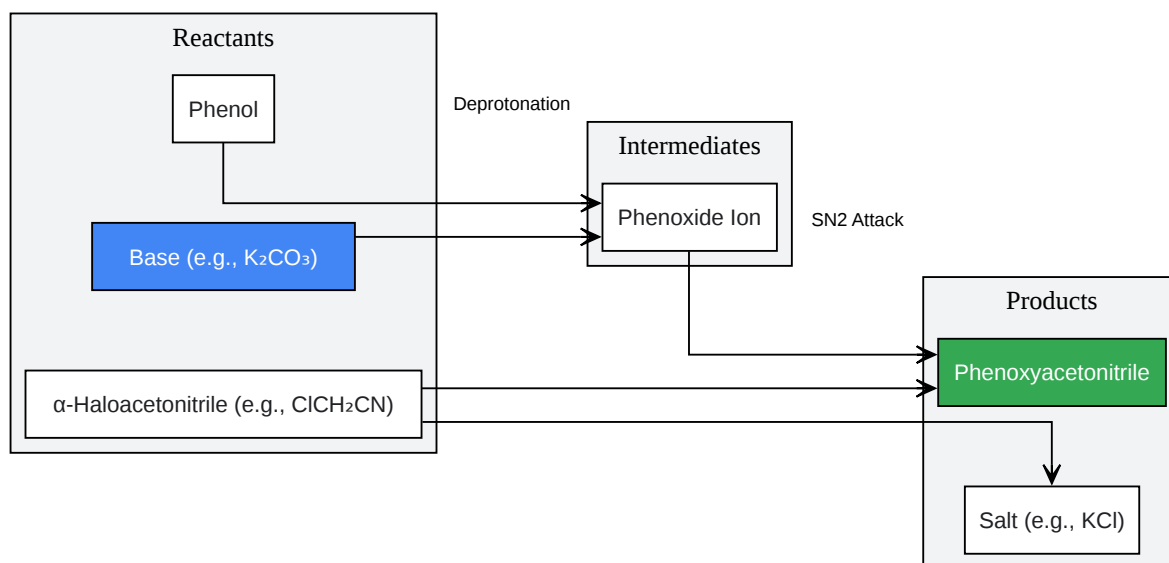 Reactants
Phenol
Deprotonation
Intermediates
Phenoxide Ion
SN2 Attack
Base (e.g., K₂CO₃)
Products
Phenoxyacetonitrile
α-Haloacetonitrile (e.g., ClCH₂CN)
Salt (e.g., KCl)